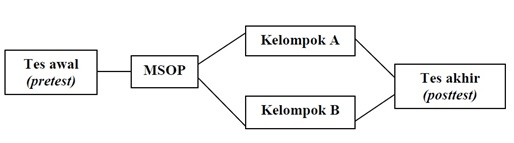 Tes awal
(pretest)
MSOP
Kelompok A
Kelompok B
Tes akhir
(posttest)